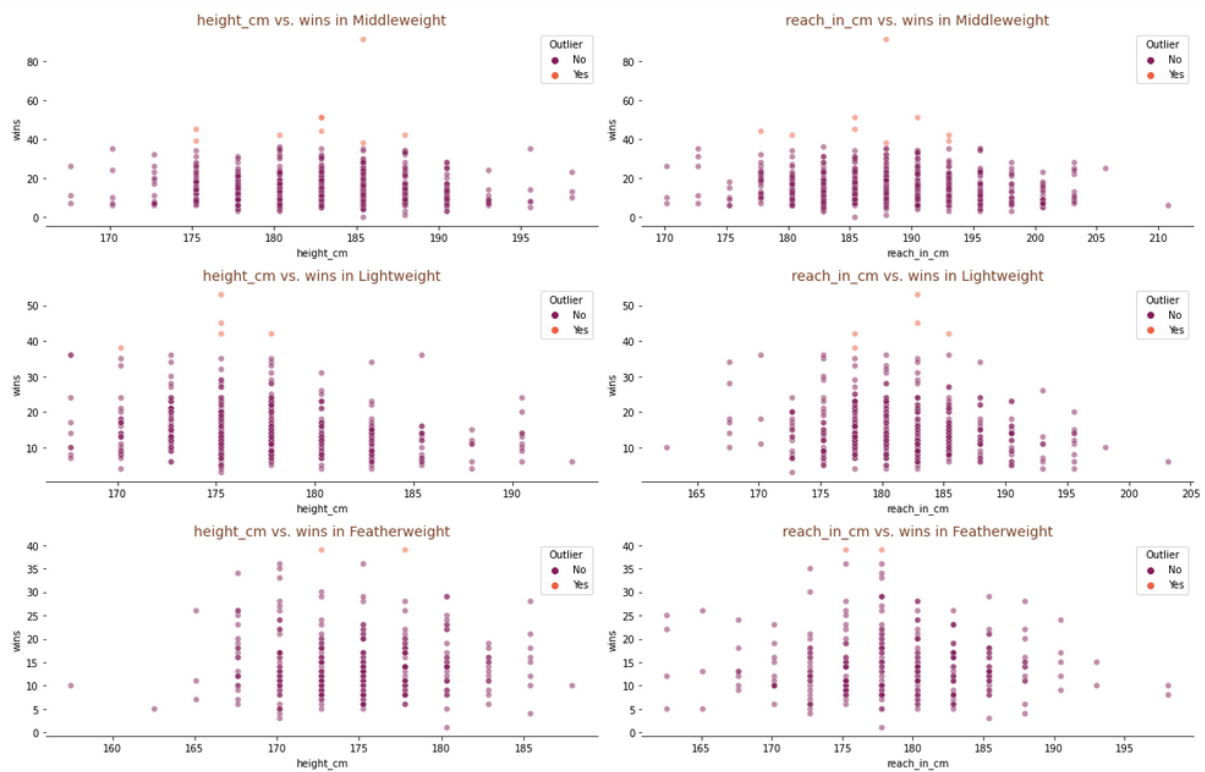 height_cm vs. wins in Middleweight
Outlier
No
Yes
80
60
40
20
0
wins
170 175 180 185 190 195
height_cm
reach_in_cm vs. wins in Middleweight
Outlier
No
Yes
80
60
40
20
0
wins
170 175 180 185 190 195 200 205 210
reach_in_cm
height_cm vs. wins in Lightweight
Outlier
No
Yes
50
40
30
20
10
wins
170 175 180 185 190
height_cm
reach_in_cm vs. wins in Lightweight
Outlier
No
Yes
50
40
30
20
10
wins
165 170 175 180 185 190 195 200 205
reach_in_cm
height_cm vs. wins in Featherweight
Outlier
No
Yes
40
35
30
25
20
15
10
5
0
wins
160 165 170 175 180 185
height_cm
reach_in_cm vs. wins in Featherweight
Outlier
No
Yes
40
35
30
25
20
15
10
5
0
wins
165 170 175 180 185 190 195
reach_in_cm